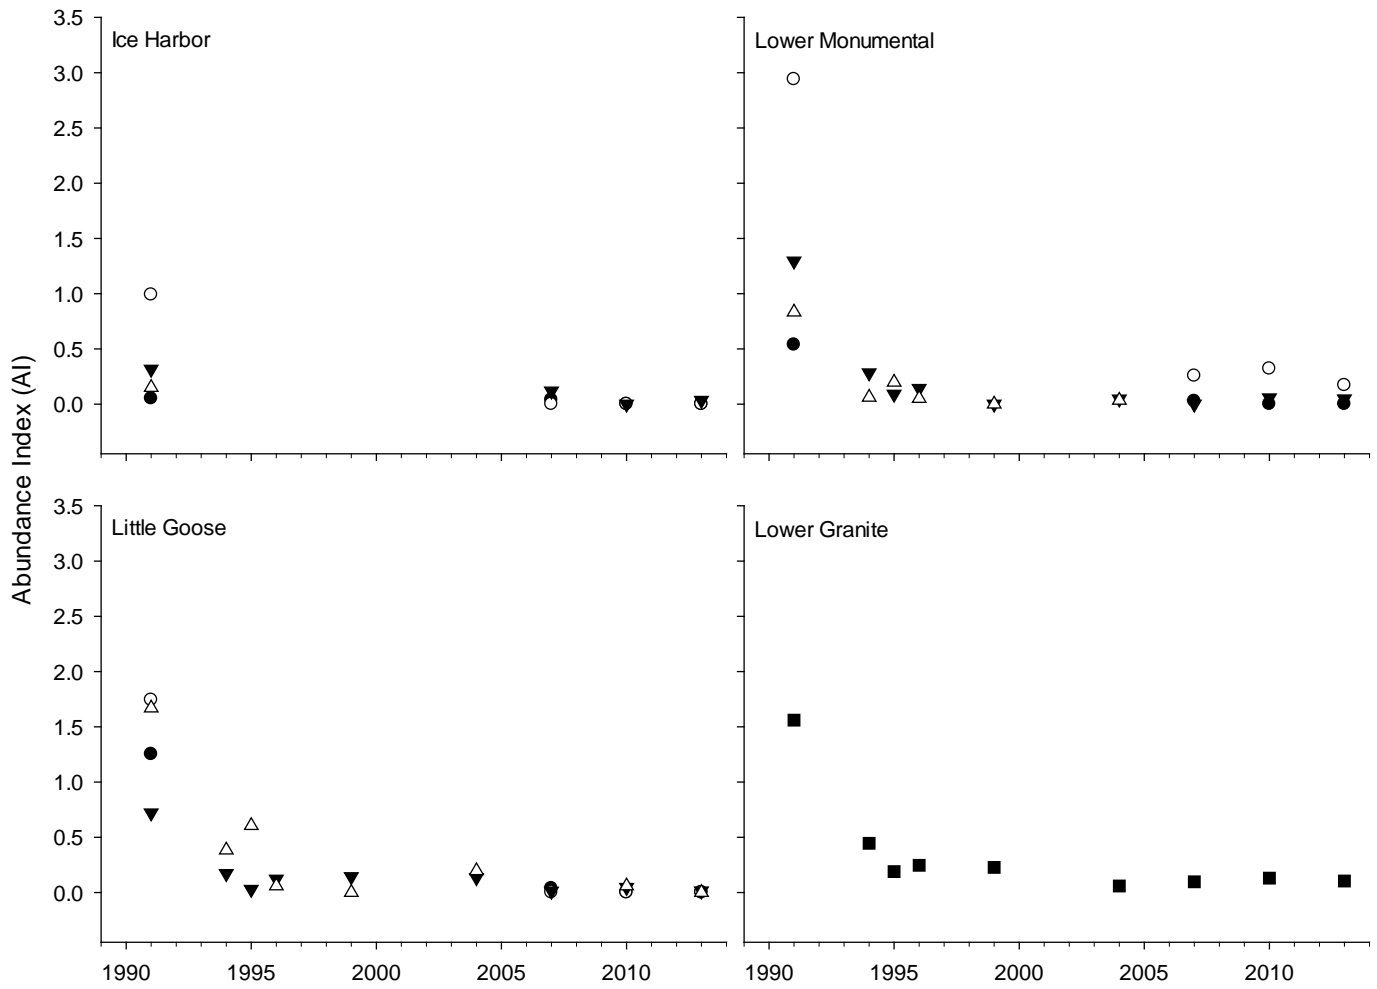 Abundance Index (AI)
Ice Harbor
3.5
3.0
2.5
2.0
1.5
1.0
0.5
0.0
Lower Monumental
Little Goose
3.5
3.0
2.5
2.0
1.5
1.0
0.5
0.0
1990 1995 2000 2005 2010
Lower Granite
1990 1995 2000 2005 2010